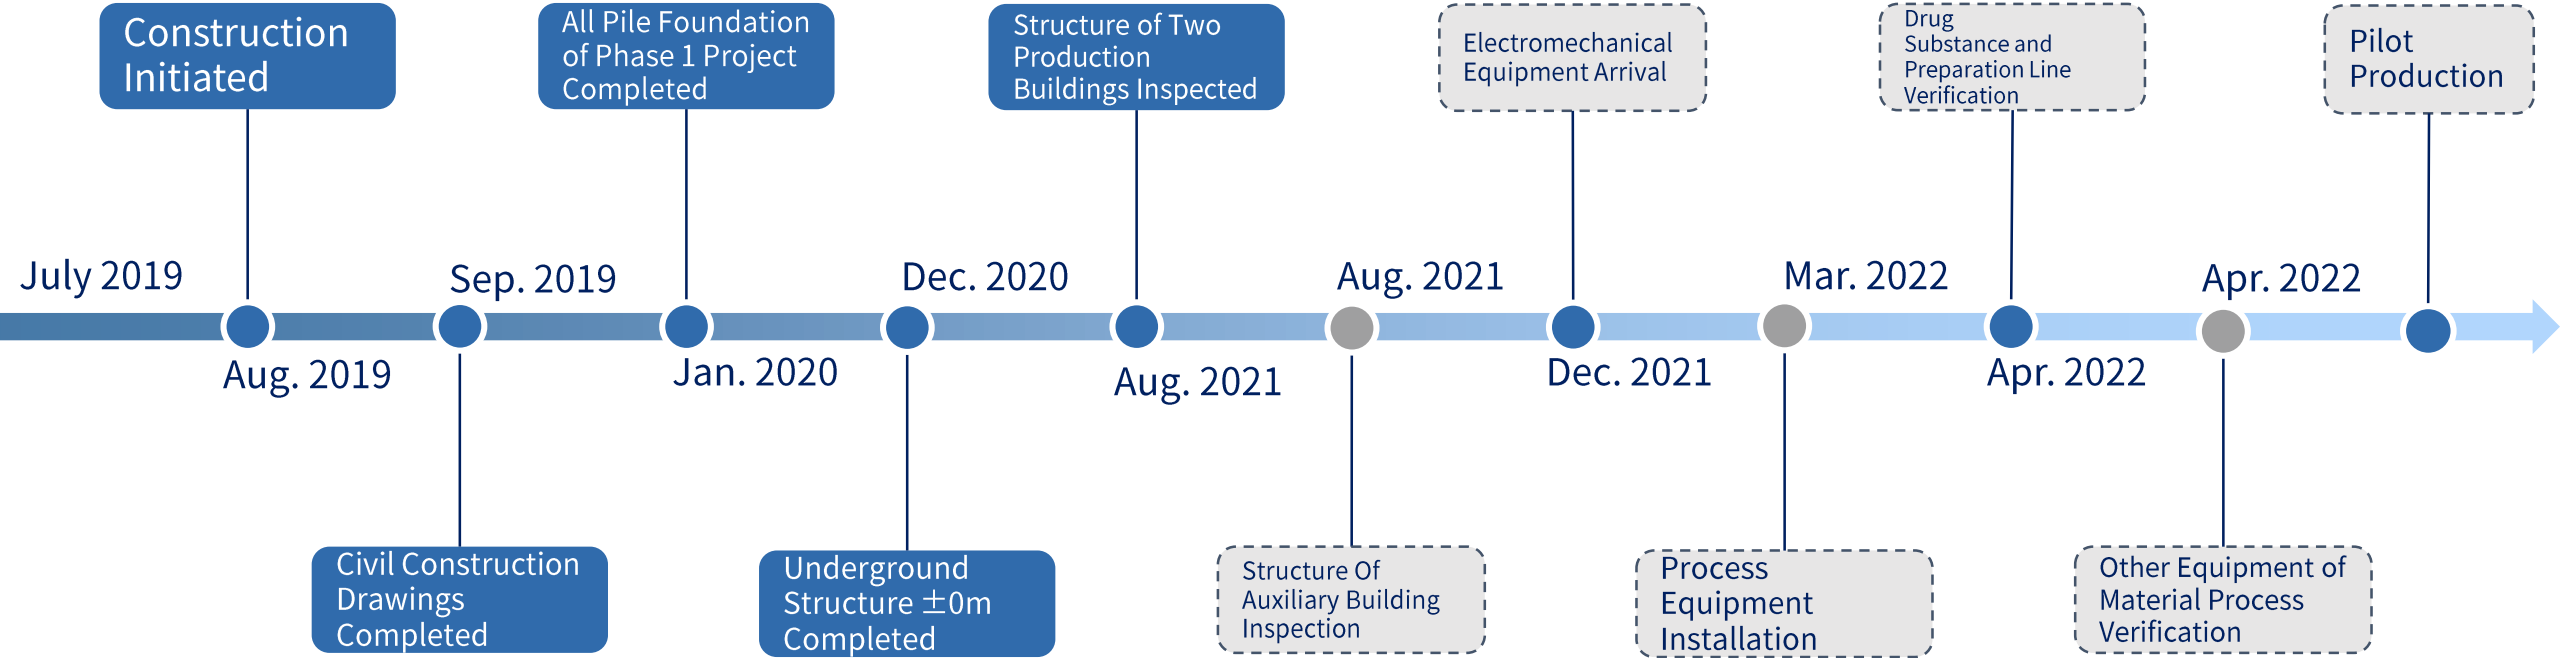 Construction
Initiated
All Pile Foundation
of Phase 1 Project
Completed
Structure of Two
Production
Buildings Inspected
Electromechanical
Equipment Arrival
Drug
Substance and
Preparation Line
Verification
Pilot
Production
July 2019
Sep. 2019
Dec. 2020
Aug. 2021
Mar. 2022
Apr. 2022
Aug. 2019
Jan. 2020
Aug. 2021
Dec. 2021
Apr. 2022
Civil Construction
Drawings
Completed
Underground
Structure ±0m
Completed
Structure Of
Auxiliary Building
Inspection
Process
Equipment
Installation
Other Equipment of
Material Process
Verification